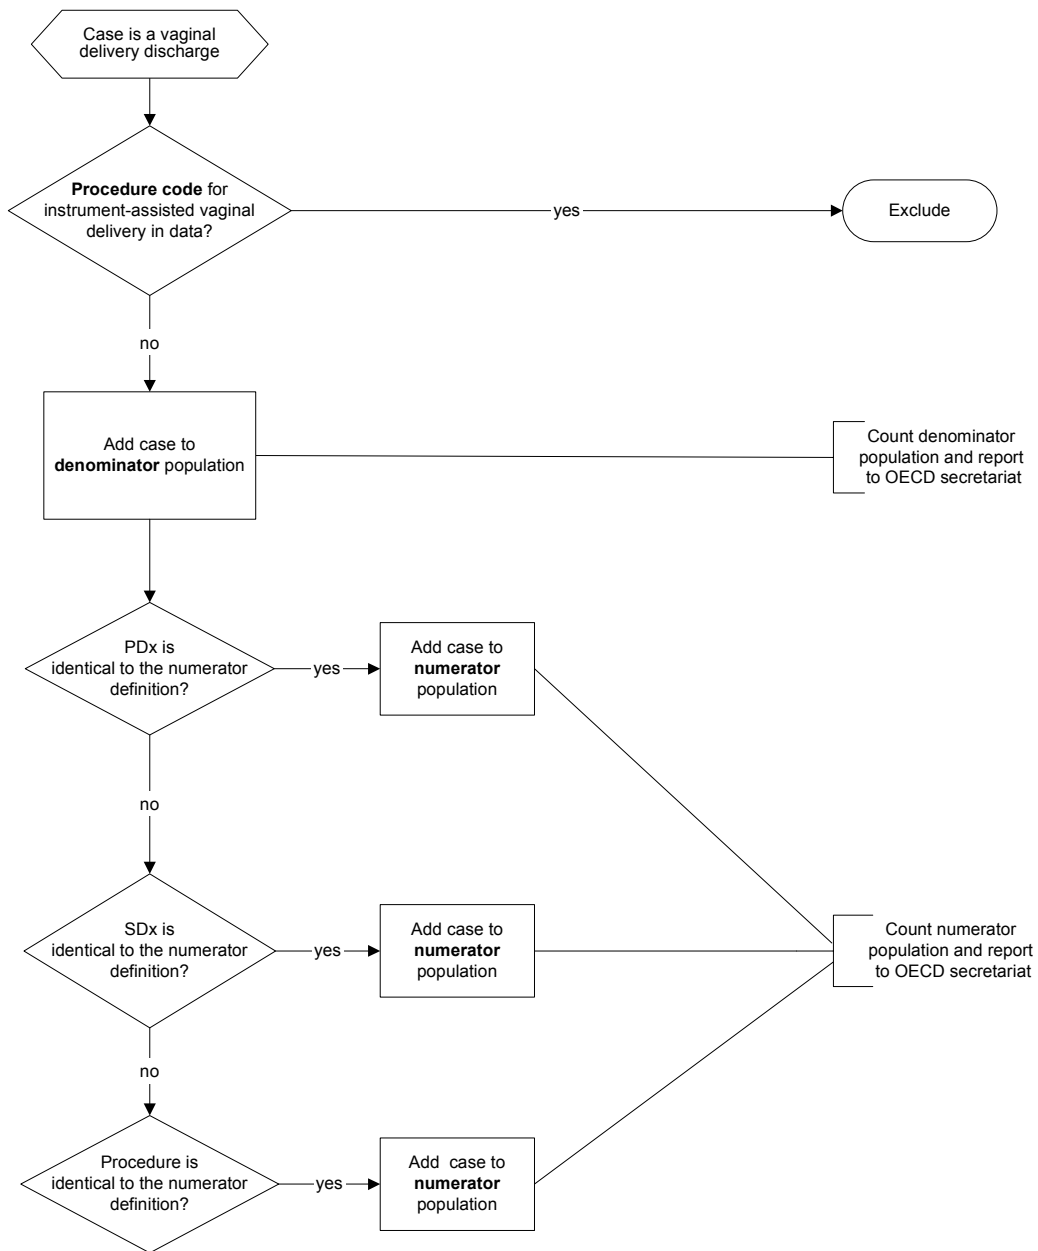 Case is a vaginal
delivery discharge
Procedure code for
instrument-assisted vaginal
delivery in data?
yes
Exclude
no
Add case to
denominator population
Count denominator
population and report
to OECD secretariat
PDx is
identical to the numerator
definition?
yes
Add case to
numerator
population
no
SDx is
identical to the numerator
definition?
yes
Add case to
numerator
population
Count numerator
population and report
to OECD secretariat
no
Procedure is
identical to the numerator
definition?
yes
Add case to
numerator
population